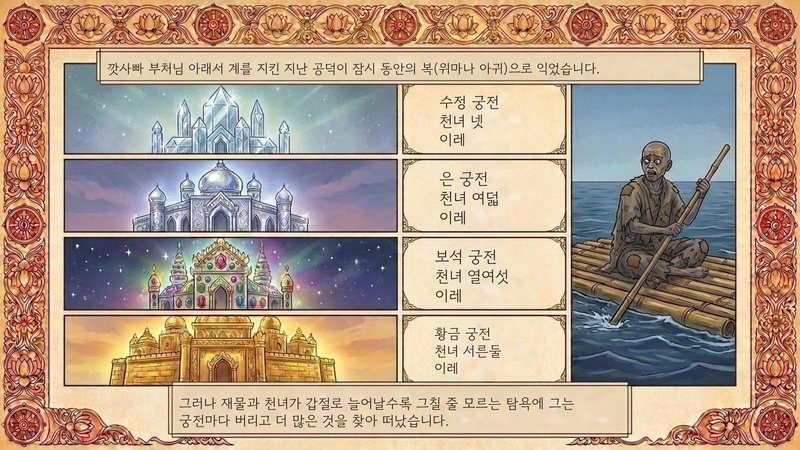 깟사빠 부처님 아래서 계를 지킨 지난 공덕이 잠시 동안의 복(위마나 아귀)으로 익었습니다.
수정 궁전
천녀 넷
이레
은 궁전
천녀 여덟
이레
보석 궁전
천녀 열여섯
이레
황금 궁전
천녀 서른둘
이레
그러나 재물과 천녀가 갑절로 늘어날수록 그칠 줄 모르는 탐욕에 그는
궁전마다 버리고 더 많은 것을 찾아 떠났습니다.